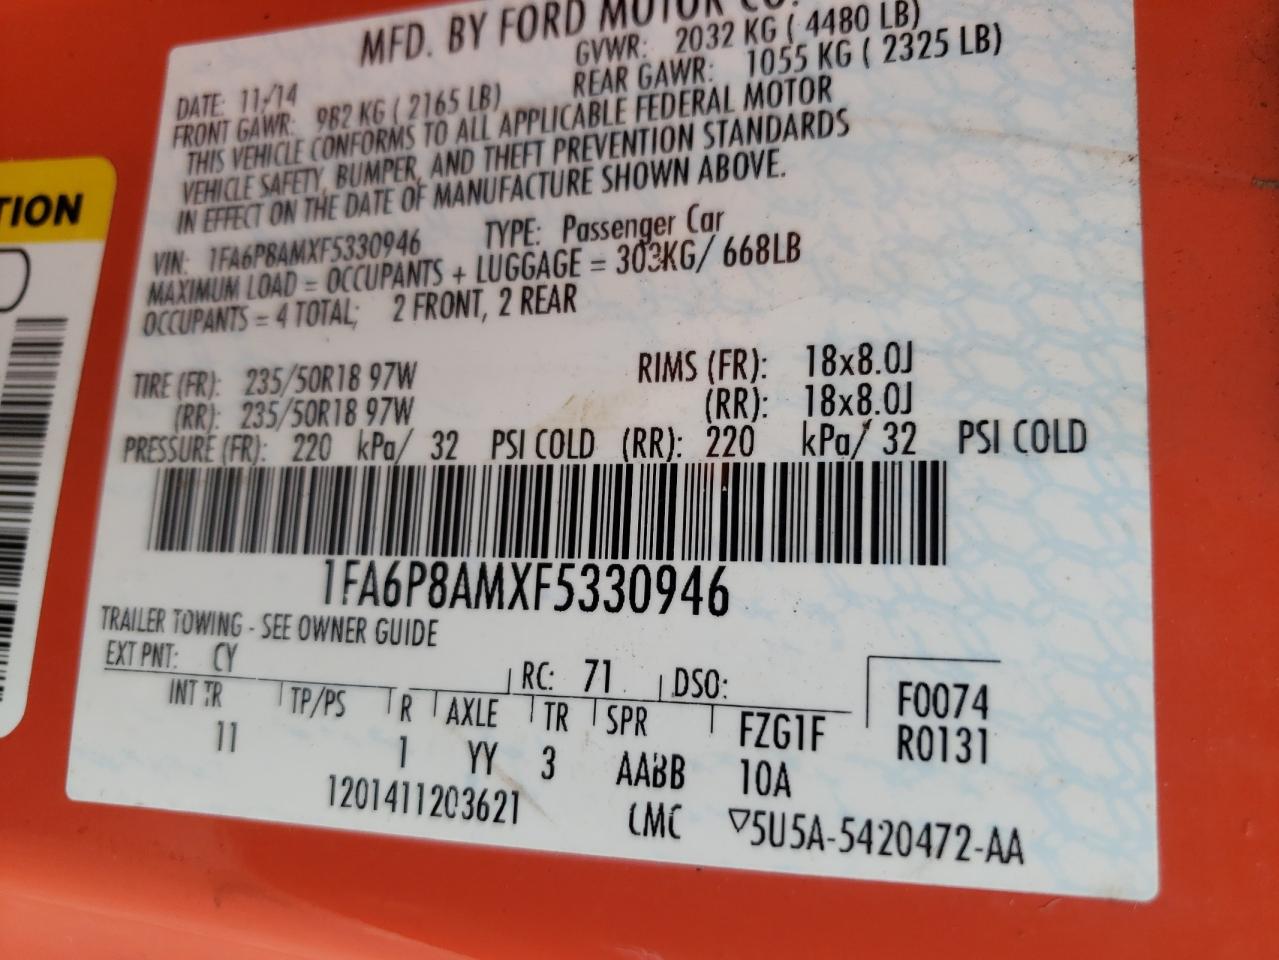 MFD. BY FORD MOTOR CO.
DATE: 11/14 GVWR: 2032 KG ( 4480 LB)
FRONT GAWR: 982 KG ( 2165 LB) REAR GAWR: 1055 KG ( 2325 LB)
THIS VEHICLE CONFORMS TO ALL APPLICABLE FEDERAL MOTOR
VEHICLE SAFETY, BUMPER, AND THEFT PREVENTION STANDARDS
IN EFFECT ON THE DATE OF MANUFACTURE SHOWN ABOVE.
VIN: 1FA6P8AMXF5330946 TYPE: Passenger Car
MAXIMUM LOAD = OCCUPANTS + LUGGAGE = 303KG/ 668LB
OCCUPANTS = 4 TOTAL; 2 FRONT, 2 REAR
TIRE (FR): 235/50R18 97W RIMS (FR): 18x8.0J
(RR): 235/50R18 97W (RR): 18x8.0J
PRESSURE (FR): 220 kPa/ 32 PSI COLD (RR): 220 kPa/ 32 PSI COLD
1FA6P8AMXF5330946
TRAILER TOWING - SEE OWNER GUIDE
EXT PNT: CY RC: 71 DSO: F0074
INT TR TP/PS R AXLE TR SPR FZG1F R0131
11 1 YY 3 AABB 10A
1201411203621 LMC ▽5U5A-5420472-AA
TION